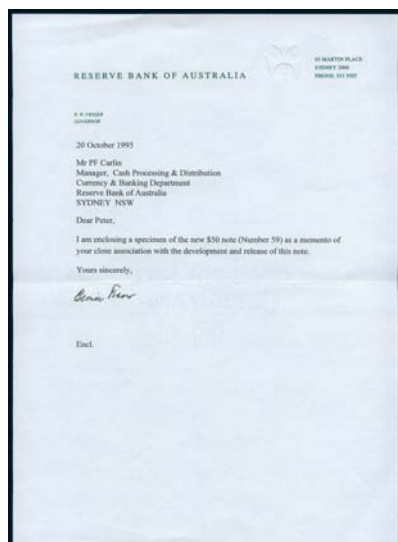 RESERVE BANK OF AUSTRALIA
65 MARTIN PLACE
SYDNEY 2000
GOVERNOR
20 October 1995
Mr PF Carlin
Manager, Cash Processing & Distribution
Currency & Banking Department
Reserve Bank of Australia
SYDNEY NSW
Dear Peter,
I am enclosing a specimen of the new $50 note (Number 59) as a memento of
your close association with the development and release of this note.
Yours sincerely,
Encl.